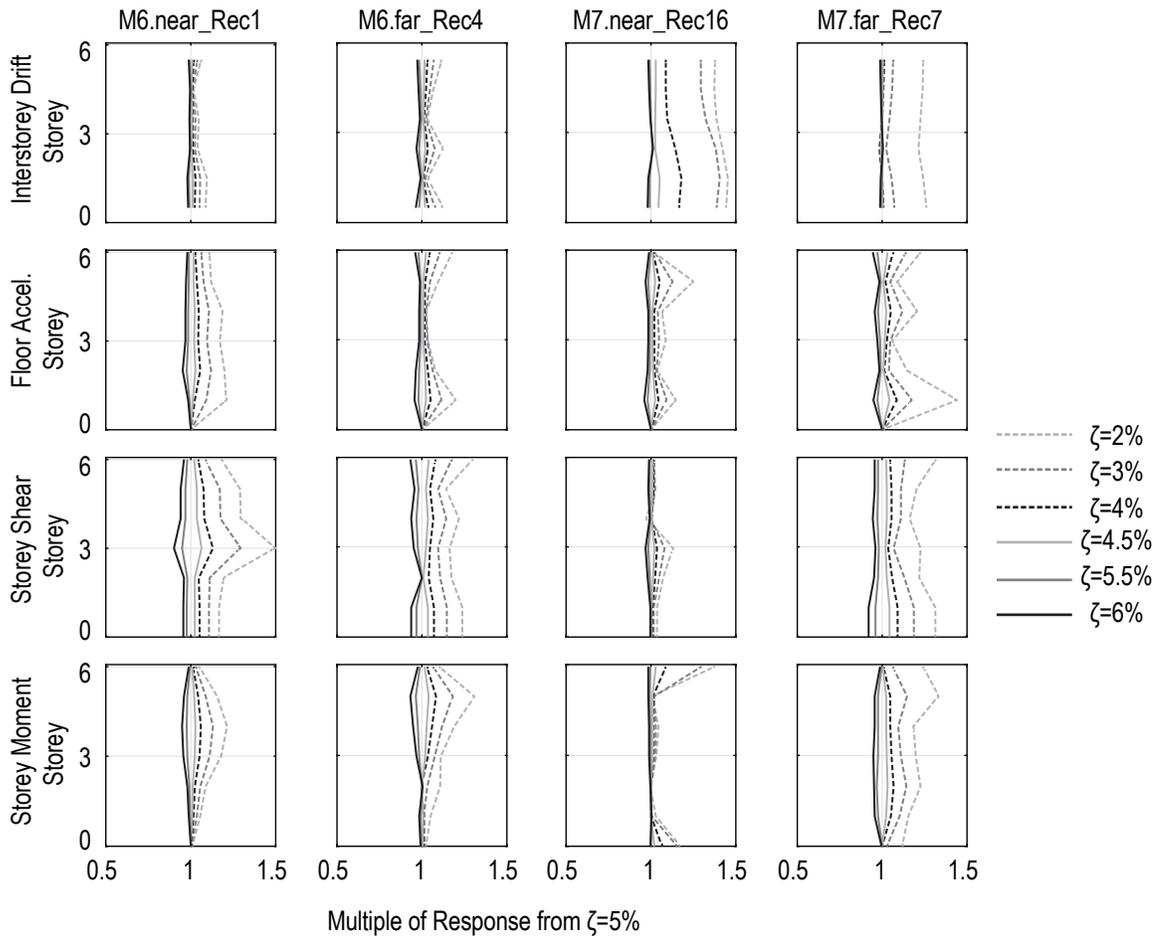 M6.near_Rec1 M6.far_Rec4 M7.near_Rec16 M7.far_Rec7
Interstorey Drift
Storey
6
3
0
Floor Accel.
Storey
6
3
0
Storey Shear
Storey
6
3
0
Storey Moment
Storey
6
3
0
0.5 1 1.5 0.5 1 1.5 0.5 1 1.5 0.5 1 1.5
Multiple of Response from ζ=5%
ζ=2%
ζ=3%
ζ=4%
ζ=4.5%
ζ=5.5%
ζ=6%